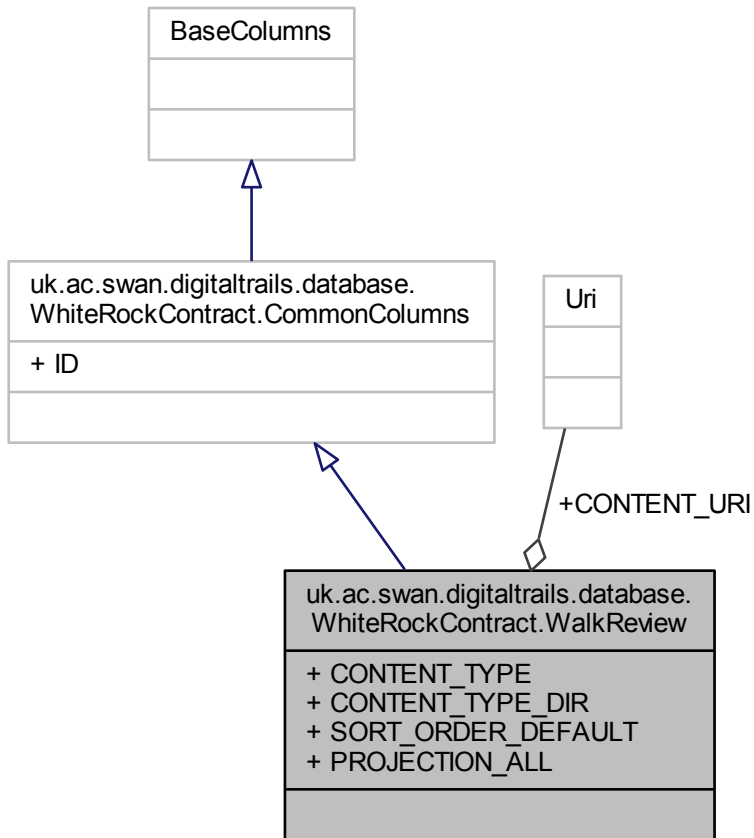 BaseColumns
uk.ac.swan.digitaltrails.database.
WhiteRockContract.CommonColumns
+ ID
Uri
+CONTENT_URI
uk.ac.swan.digitaltrails.database.
WhiteRockContract.WalkReview
+ CONTENT_TYPE
+ CONTENT_TYPE_DIR
+ SORT_ORDER_DEFAULT
+ PROJECTION_ALL